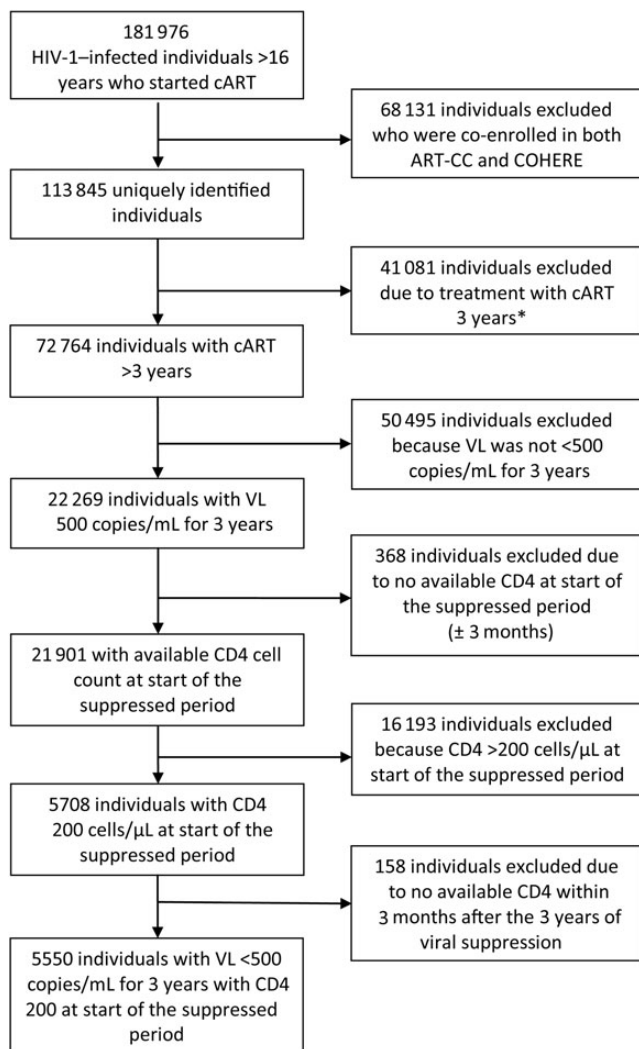 181 976
HIV-1–infected individuals >16
years who started cART
68 131 individuals excluded
who were co-enrolled in both
ART-CC and COHERE
113 845 uniquely identified
individuals
41 081 individuals excluded
due to treatment with cART
3 years*
72 764 individuals with cART
>3 years
50 495 individuals excluded
because VL was not <500
copies/mL for 3 years
22 269 individuals with VL
500 copies/mL for 3 years
368 individuals excluded due
to no available CD4 at start of
the suppressed period
(± 3 months)
21 901 with available CD4 cell
count at start of the
suppressed period
16 193 individuals excluded
because CD4 >200 cells/μL at
start of the suppressed period
5708 individuals with CD4
200 cells/μL at start of the
suppressed period
158 individuals excluded due
to no available CD4 within
3 months after the 3 years of
viral suppression
5550 individuals with VL <500
copies/mL for 3 years with CD4
200 at start of the suppressed
period